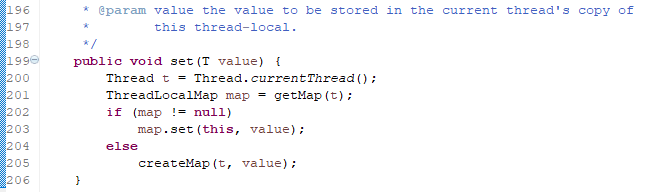 196 * @param value the value to be stored in the current thread's copy of
197 * this thread-local.
198 */
199 public void set(T value) {
200 Thread t = Thread.currentThread();
201 ThreadLocalMap map = getMap(t);
202 if (map != null)
203 map.set(this, value);
204 else
205 createMap(t, value);
206 }